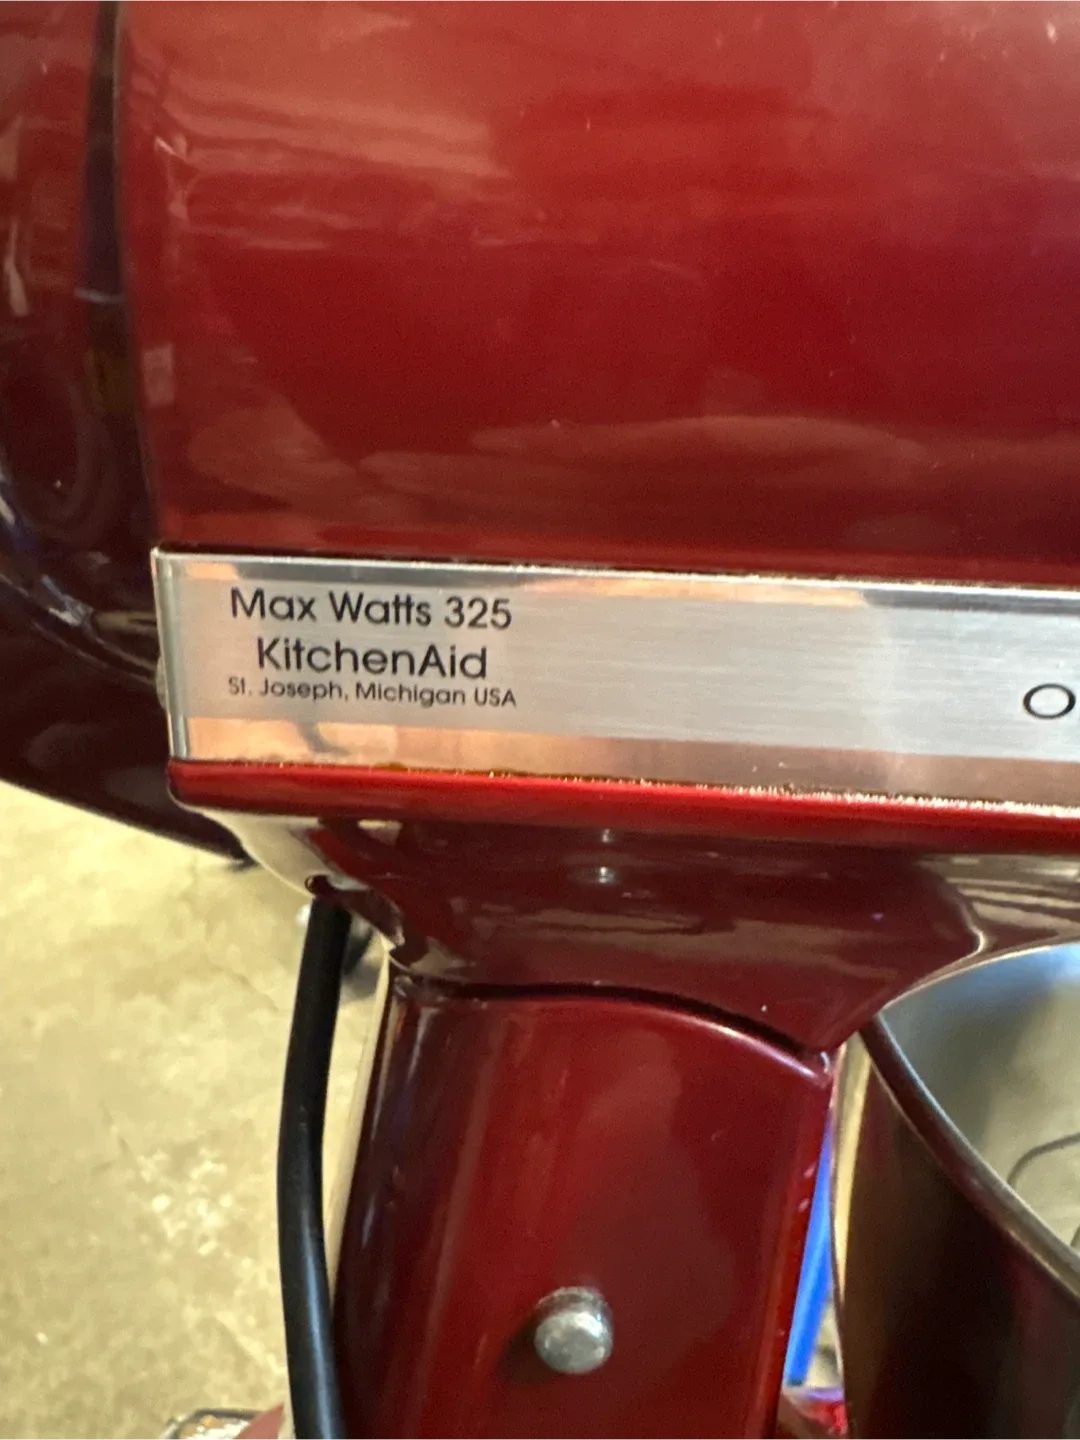 Max Watts 325
KitchenAid
St. Joseph, Michigan USA
O